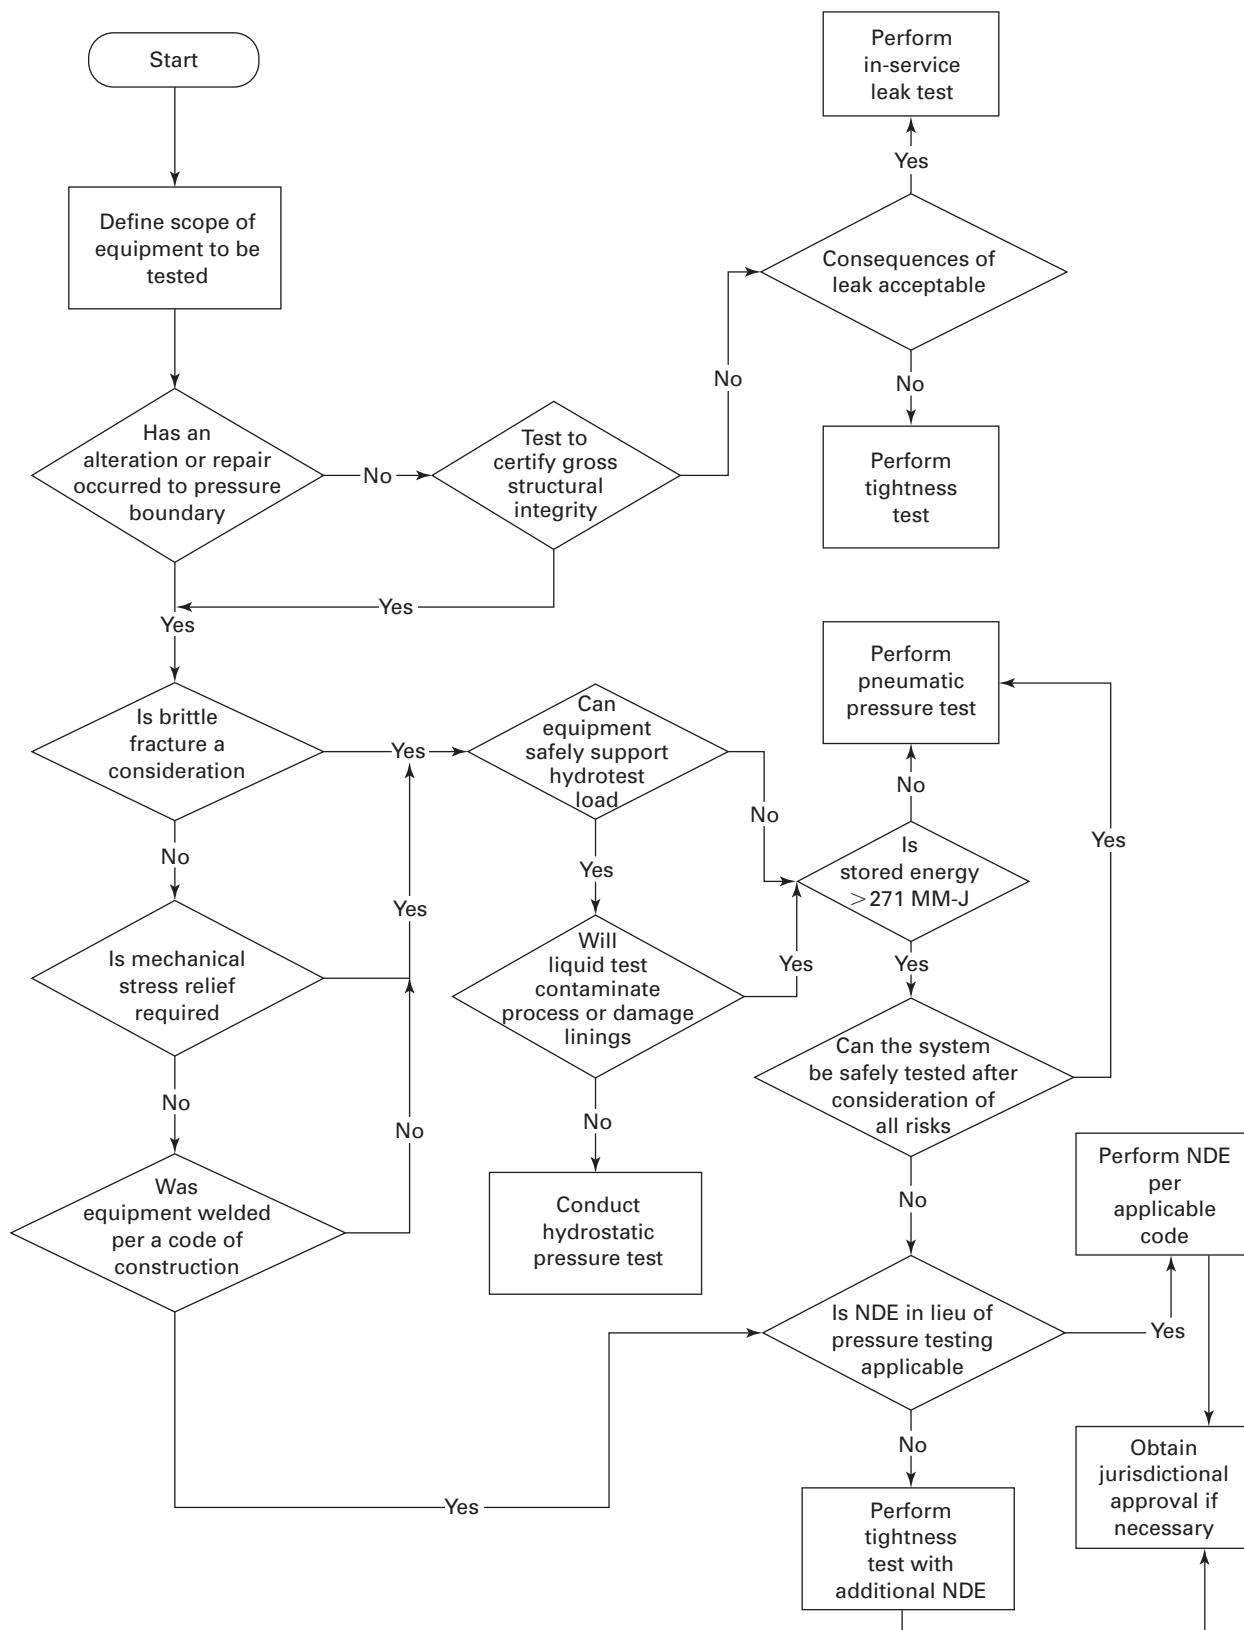 Start
Perform
in-service
leak test
Yes
Define scope of
equipment to be
tested
Consequences of
leak acceptable
No
No
Perform
tightness
test
Has an
alteration or repair
occurred to pressure
boundary
No
Test to
certify gross
structural
integrity
Yes
Yes
Is brittle
fracture a
consideration
Yes
Can
equipment
safely support
hydrotest
load
Perform
pneumatic
pressure test
No
No
Yes
No
Yes
Is
stored energy
>271 MM-J
Is mechanical
stress relief
required
Yes
Will
liquid test
contaminate
process or damage
linings
Yes
Yes
Can the system
be safely tested after
consideration of
all risks
No
No
No
Was
equipment welded
per a code of
construction
Conduct
hydrostatic
pressure test
No
Perform NDE
per
applicable
code
Is NDE in lieu of
pressure testing
applicable
Yes
No
Yes
Perform
tightness
test with
additional NDE
Obtain
jurisdictional
approval if
necessary